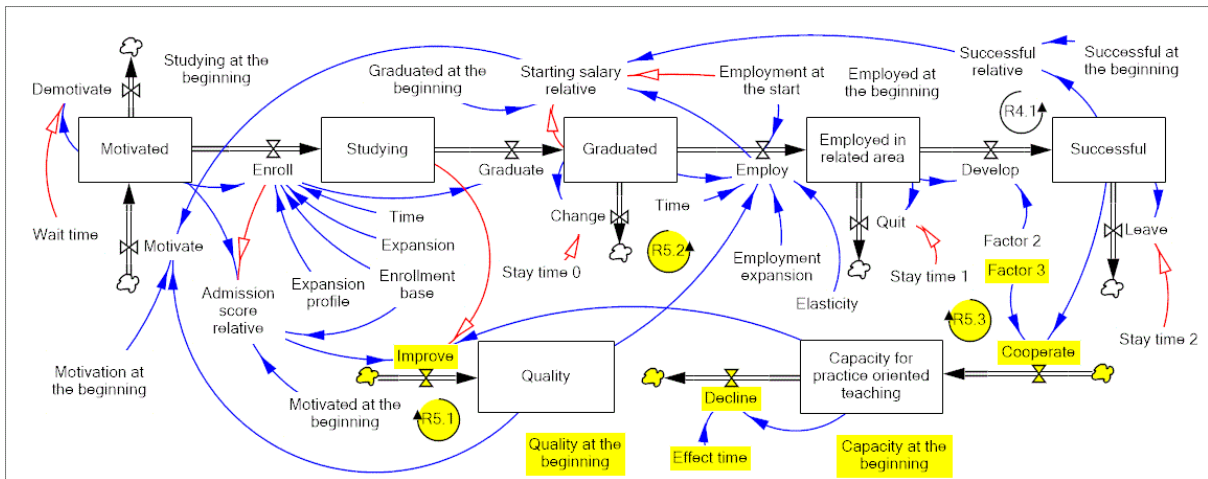 Studying at the
beginning
Demotivate
Graduated at the
beginning
Starting salary
relative
Employment at
the start
Employed at
the beginning
Successful
relative
Successful at
the beginning
R4.1
Motivated
Studying
Graduated
Employed in
related area
Successful
Enroll
Graduate
Employ
Develop
Wait time
Motivate
Time
Expansion
Expansion
profile
Enrollment
base
Change
Stay time 0
Time
R5.2
Employment
expansion
Elasticity
Quit
Stay time 1
Factor 2
Factor 3
Leave
Stay time 2
Admission
score
relative
Motivation at
the beginning
Motivated at the
beginning
Improve
R5.1
Quality
Quality at the
beginning
Decline
Effect time
Capacity for
practice oriented
teaching
Capacity at the
beginning
R5.3
Cooperate